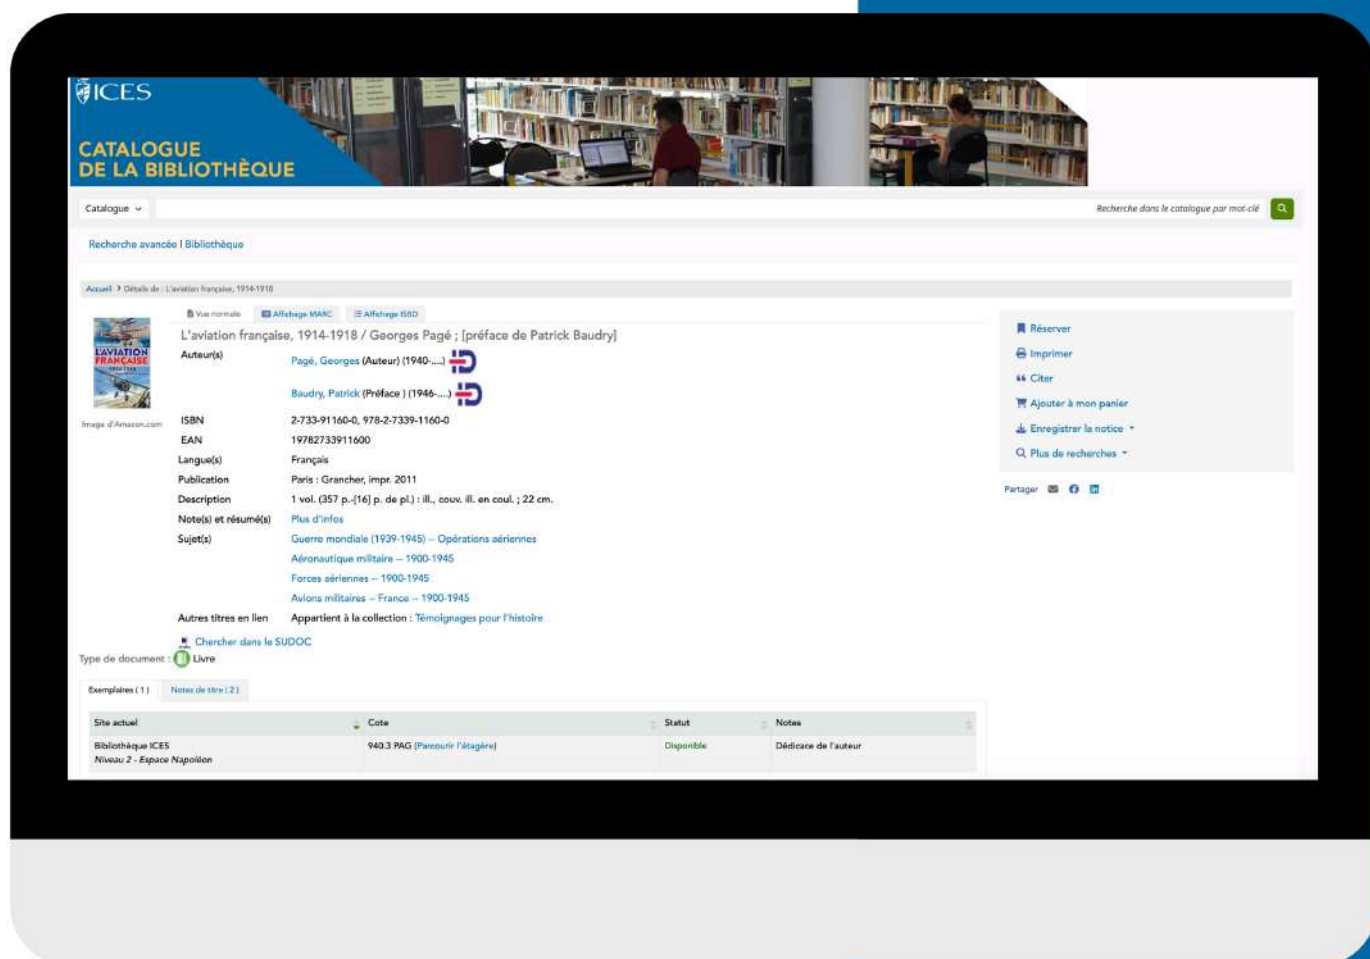 ICES
CATALOGUE
DE LA BIBLIOTHÈQUE
Catalogue
Recherche dans le catalogue par mot-clé
Recherche avancée | Bibliothèque
Accueil > Détails de : L'aviation française, 1914-1918
Vue normale Affichage MARC Affichage ISBD
L'AVIATION
FRANÇAISE
1914-1918
Image d'Amazon.com
L'aviation française, 1914-1918 / Georges Pagé ; [préface de Patrick Baudry]
Auteur(s) Pagé, Georges (Auteur) (1940-....) ID
Baudry, Patrick (Préface ) (1946-....) ID
ISBN 2-733-91160-0, 978-2-7339-1160-0
EAN 19782733911600
Langue(s) Français
Publication Paris : Grancher, impr. 2011
Description 1 vol. (357 p.-[16] p. de pl.) : ill., couv. ill. en coul. ; 22 cm.
Note(s) et résumé(s) Plus d'infos
Sujet(s) Guerre mondiale (1939-1945) -- Opérations aériennes
Aéronautique militaire -- 1900-1945
Forces aériennes -- 1900-1945
Avions militaires -- France -- 1900-1945
Autres titres en lien Appartient à la collection : Témoignages pour l'histoire
Chercher dans le SUDOC
Type de document : Livre
Réserver
Imprimer
Citer
Ajouter à mon panier
Enregistrer la notice
Plus de recherches
Partager
Exemplaires ( 1 ) Notes de titre ( 2 )
Site actuel Cote Statut Notes
Bibliothèque ICES 940.3 PAG (Parcourir l'étagère) Disponible Dédicace de l'auteur
Niveau 2 - Espace Napoléon